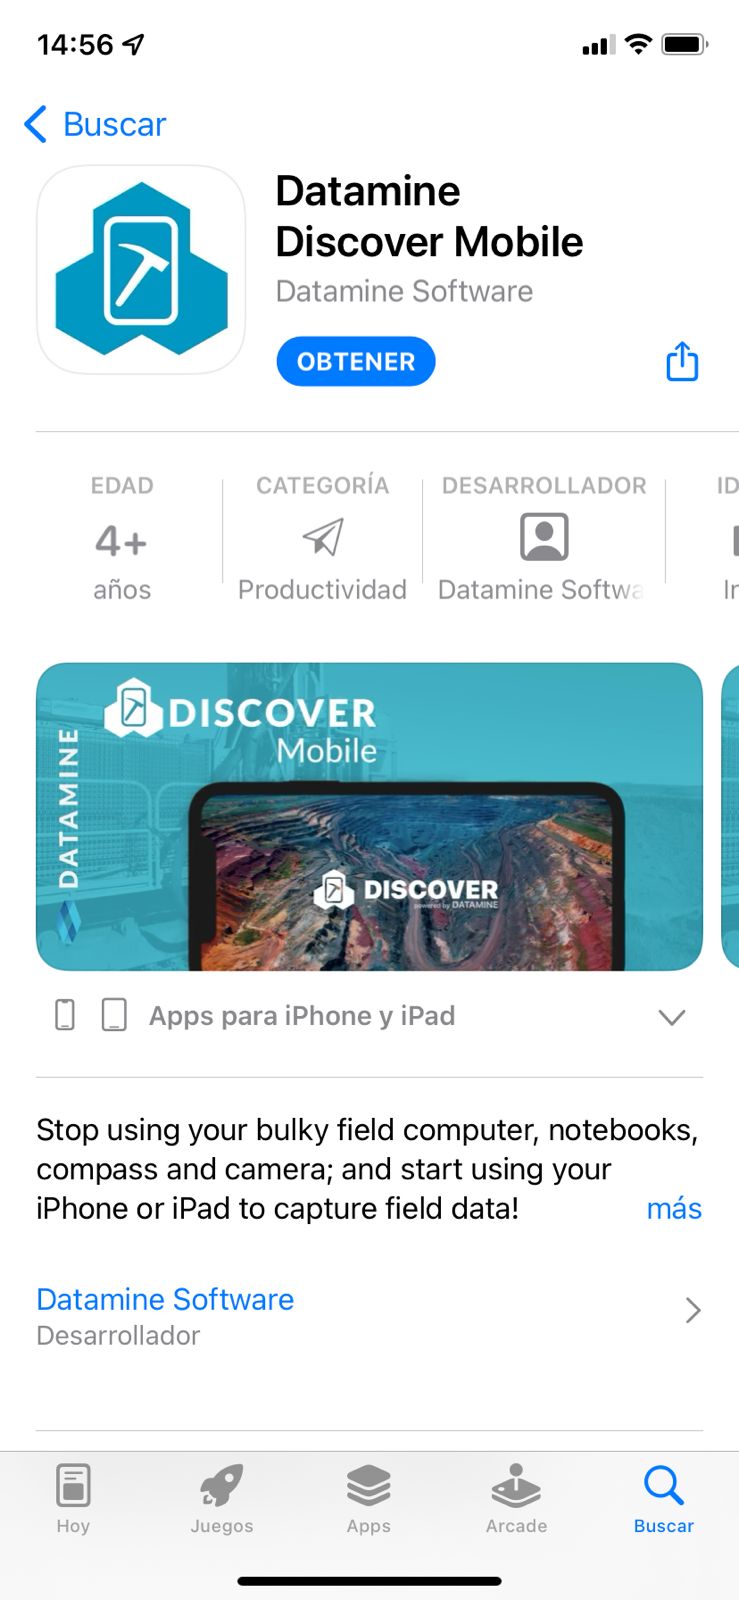 14:56
Buscar
Datamine
Discover Mobile
Datamine Software
OBTENER
EDAD
4+
años
CATEGORÍA
Productividad
DESARROLLADOR
Datamine Softwa
ID
In
DISCOVER
Mobile
DATAMINE
DISCOVER
powered by DATAMINE
Apps para iPhone y iPad
Stop using your bulky field computer, notebooks,
compass and camera; and start using your
iPhone or iPad to capture field data!
más
Datamine Software
Desarrollador
Hoy
Juegos
Apps
Arcade
Buscar